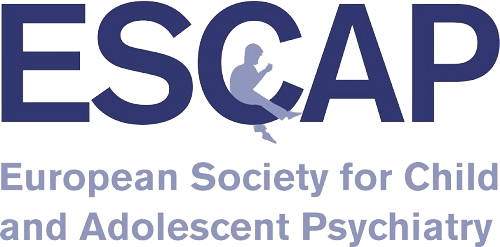 ESCAP
European Society for Child
and Adolescent Psychiatry